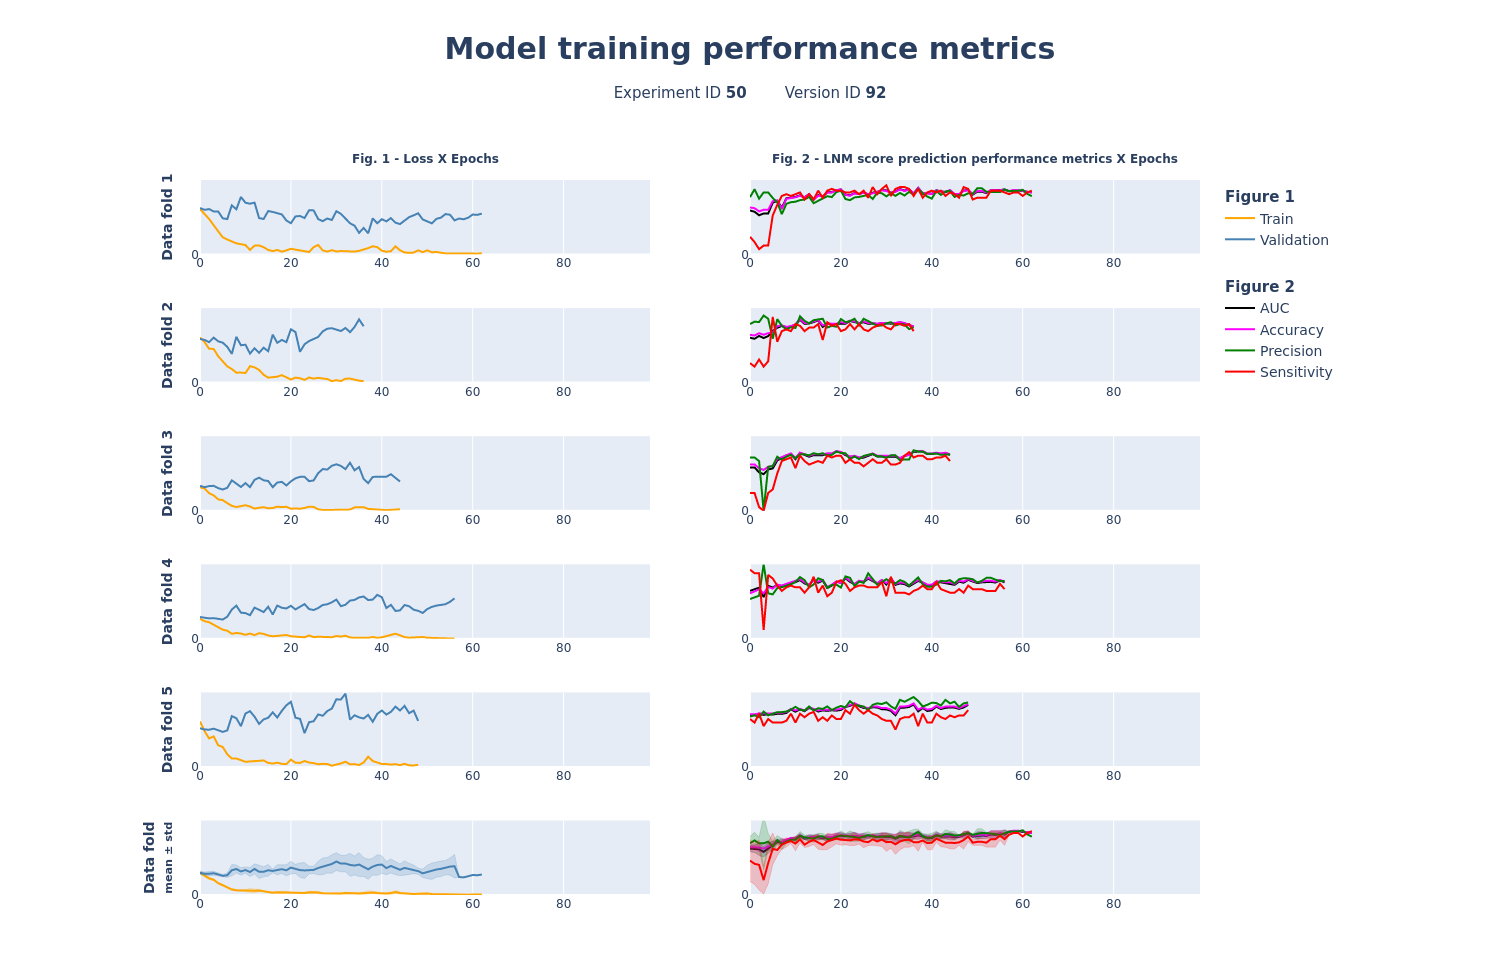 Model training performance metrics
Experiment ID 50 Version ID 92
Fig. 1 - Loss X Epochs
Fig. 2 - LNM score prediction performance metrics X Epochs
Data fold 1
0
0 20 40 60 80
0
0 20 40 60 80
Figure 1
Train
Validation
Figure 2
AUC
Accuracy
Precision
Sensitivity
Data fold 2
0
0 20 40 60 80
0
0 20 40 60 80
Data fold 3
0
0 20 40 60 80
0
0 20 40 60 80
Data fold 4
0
0 20 40 60 80
0
0 20 40 60 80
Data fold 5
0
0 20 40 60 80
0
0 20 40 60 80
Data fold
mean ± std
0
0 20 40 60 80
0
0 20 40 60 80